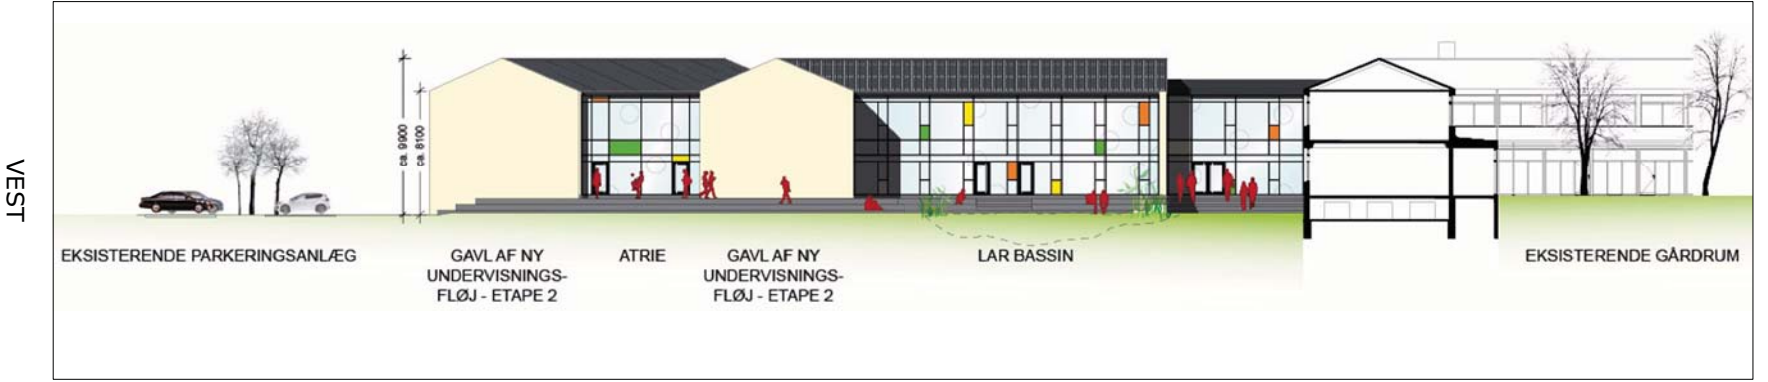 VEST
ca. 9900
ca. 8100
EKSISTERENDE PARKERINGSANLÆG
GAVL AF NY
UNDERVISNINGS-
FLØJ - ETAPE 2
ATRIE
GAVL AF NY
UNDERVISNINGS-
FLØJ - ETAPE 2
LAR BASSIN
EKSISTERENDE GÅRDRUM